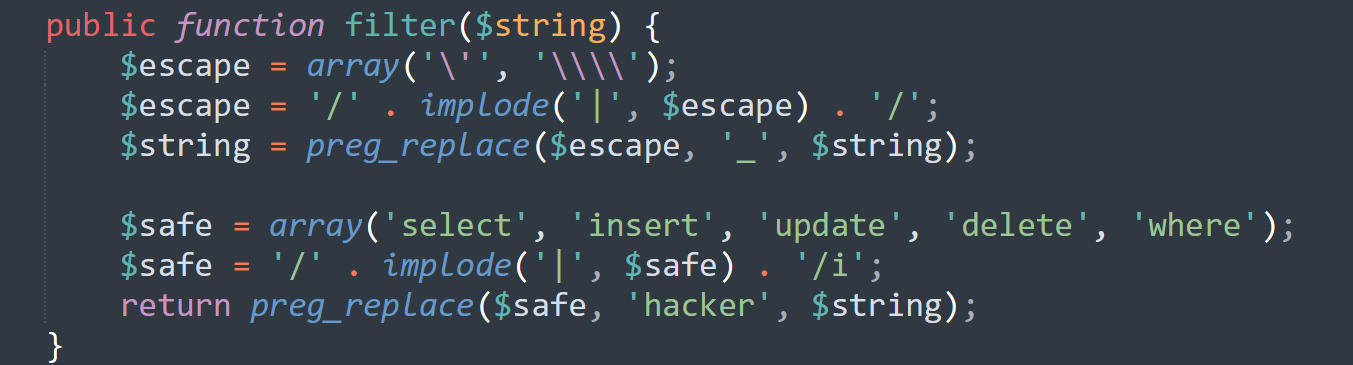 public function filter($string) {
$escape = array('\'', '\\\\');
$escape = '/' . implode('|', $escape) . '/';
$string = preg_replace($escape, '_', $string);
$safe = array('select', 'insert', 'update', 'delete', 'where');
$safe = '/' . implode('|', $safe) . '/i';
return preg_replace($safe, 'hacker', $string);
}